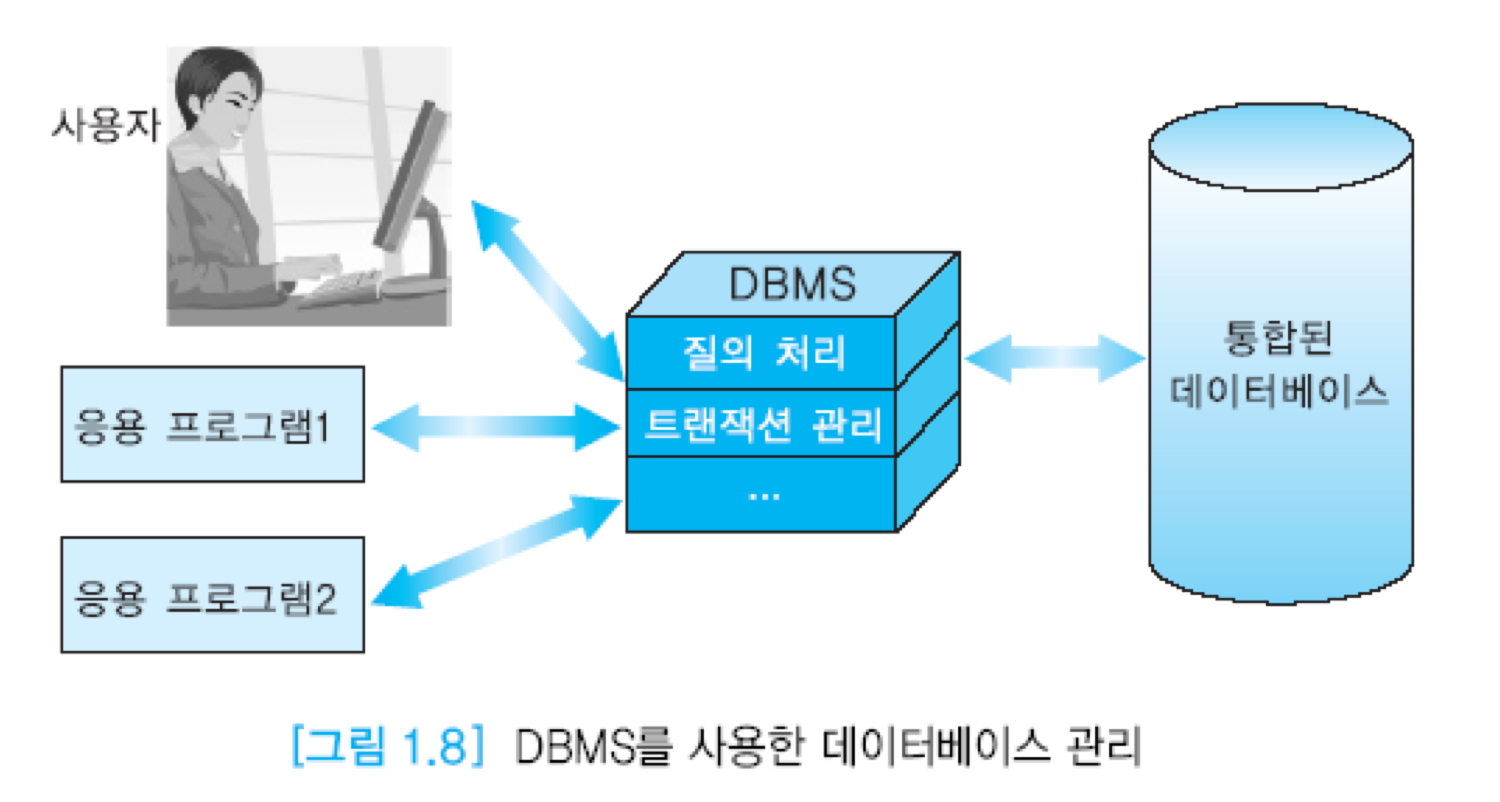 사용자
DBMS
질의 처리
트랜잭션 관리
...
응용 프로그램1
응용 프로그램2
통합된
데이터베이스
[그림 1.8] DBMS를 사용한 데이터베이스 관리